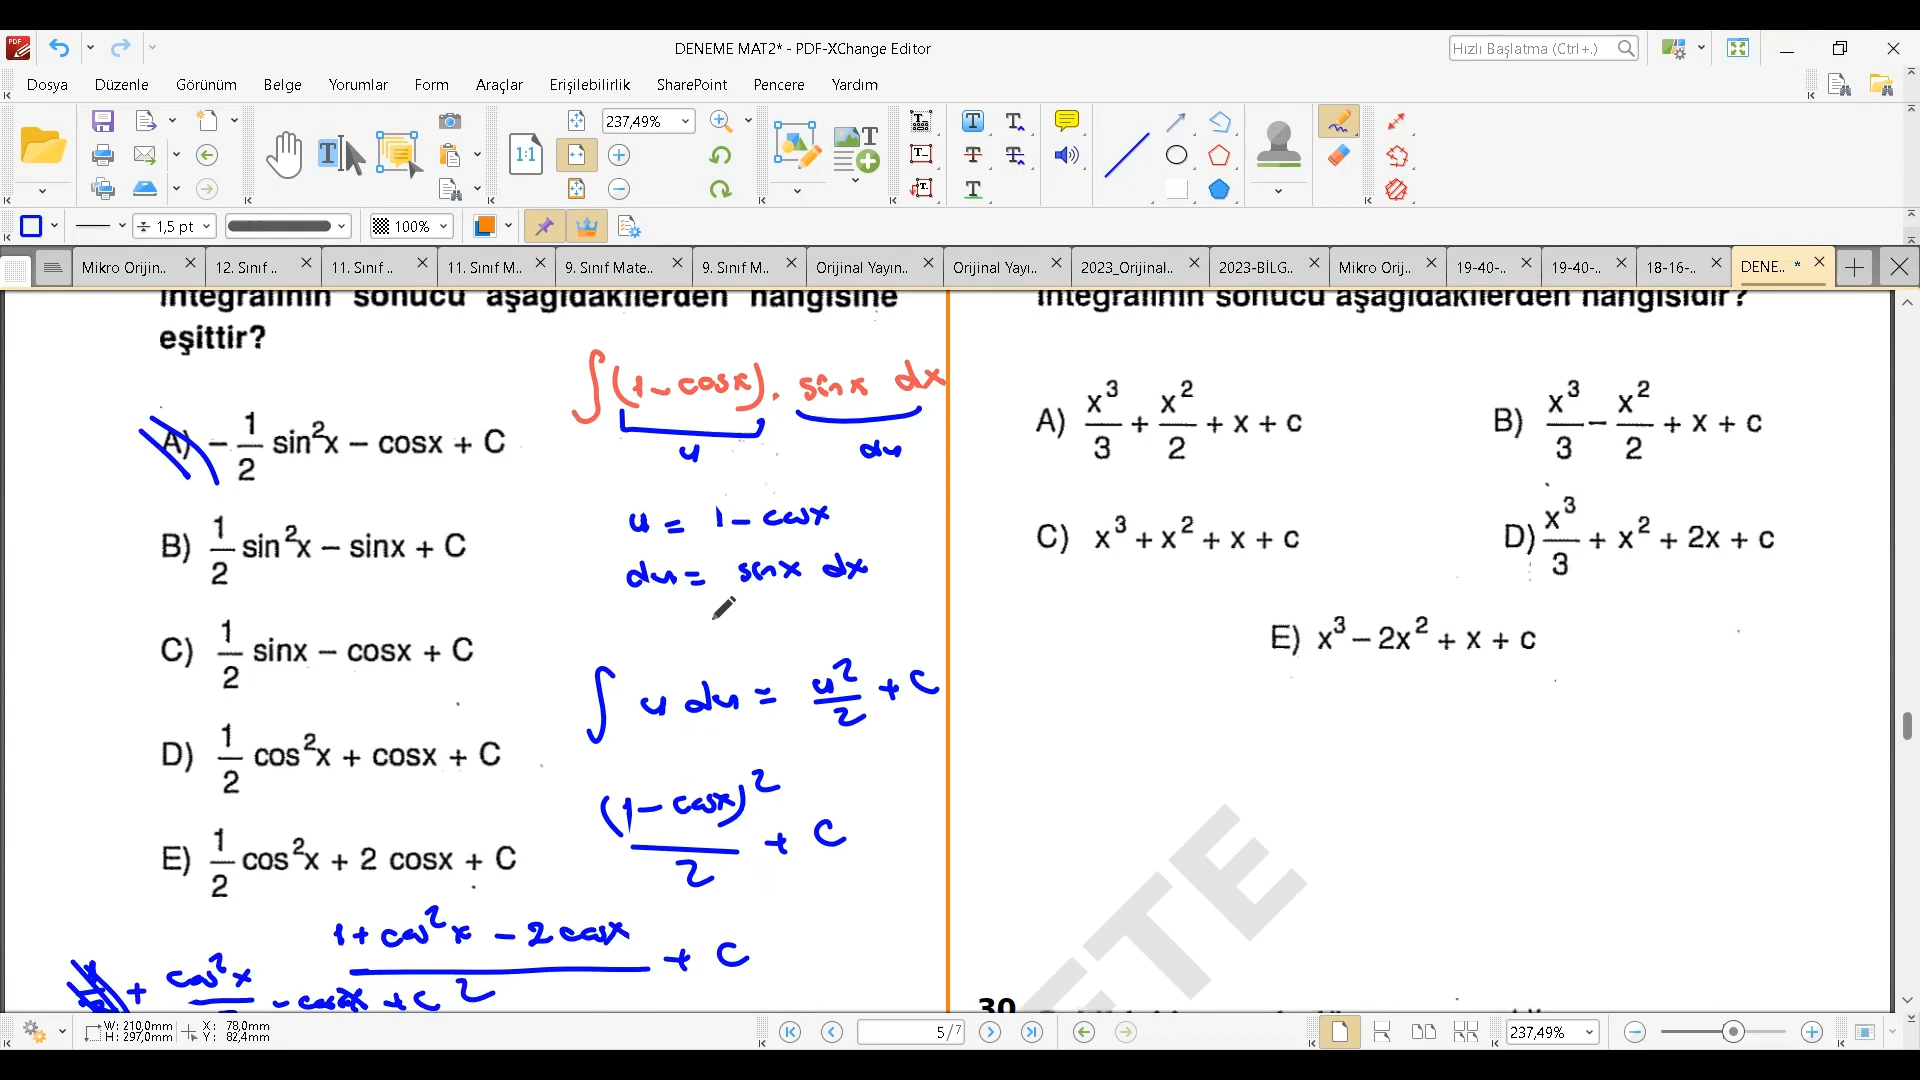 DENEME MAT2* - PDF-XChange Editor
Hızlı Başlatma (Ctrl+.)
Dosya Düzenle Görünüm Belge Yorumlar Form Araçlar Erişilebilirlik SharePoint Pencere Yardım
237,49%
1,5 pt 100%
Mikro Orijin.. 12. Sınıf .. 11. Sınıf .. 11. Sınıf M.. 9. Sınıf Mate.. 9. Sınıf M.. Orijinal Yayın.. Orijinal Yayı.. 2023_Orijinal.. 2023-BİLG.. Mikro Orij.. 19-40-.. 19-40-.. 18-16-.. DENE.. *
integralinin sonucu aşağıdakilerden hangisine
eşittir?
∫(1-cosx). sinx dx
u du
A) -1/2 sin²x - cosx + C
u = 1 - cosx
B) 1/2 sin²x - sinx + C
du = sinx dx
C) 1/2 sinx - cosx + C
∫ u du = u²/2 + C
D) 1/2 cos²x + cosx + C
(1-cosx)²/2 + C
E) 1/2 cos²x + 2 cosx + C
(1 + cos²x - 2cosx)/2 + C
+ cos²x - cosx + C
integralinin sonucu aşağıdakilerden hangisidir?
A) x³/3 + x²/2 + x + c
B) x³/3 - x²/2 + x + c
C) x³ + x² + x + c
D) x³/3 + x² + 2x + c
E) x³ - 2x² + x + c
ETE
30
W: 210,0mm
H: 297,0mm
X: 78,0mm
Y: 82,4mm
5/7
237,49%